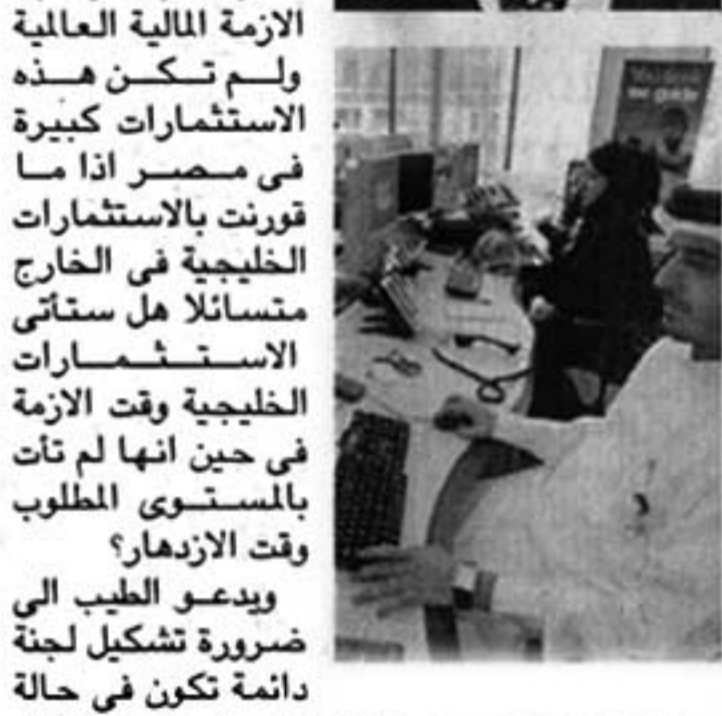 الازمة المالية العالمية
ولم تكن هذه
الاستثمارات كبيرة
فى مصر اذا ما
قورنت بالاستثمارات
الخليجية فى الخارج
متسائلا هل ستأتى
الاستثمارات
الخليجية وقت الازمة
فى حين انها لم تأت
بالمستوى المطلوب
وقت الازدهار؟
ويدعو الطيب الى
ضرورة تشكيل لجنة
دائمة تكون فى حالة
guide